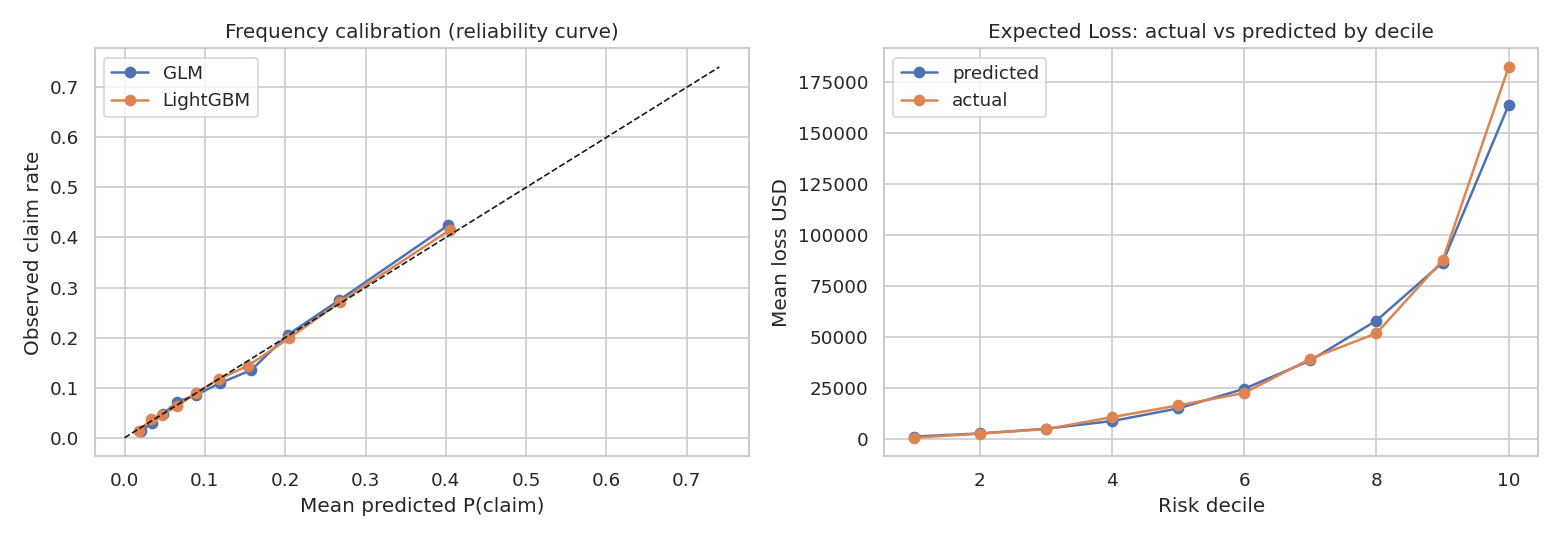 Frequency calibration (reliability curve)
GLM
LightGBM
Observed claim rate
0.7
0.6
0.5
0.4
0.3
0.2
0.1
0.0
0.0 0.1 0.2 0.3 0.4 0.5 0.6 0.7
Mean predicted P(claim)
Expected Loss: actual vs predicted by decile
predicted
actual
Mean loss USD
175000
150000
125000
100000
75000
50000
25000
0
2 4 6 8 10
Risk decile